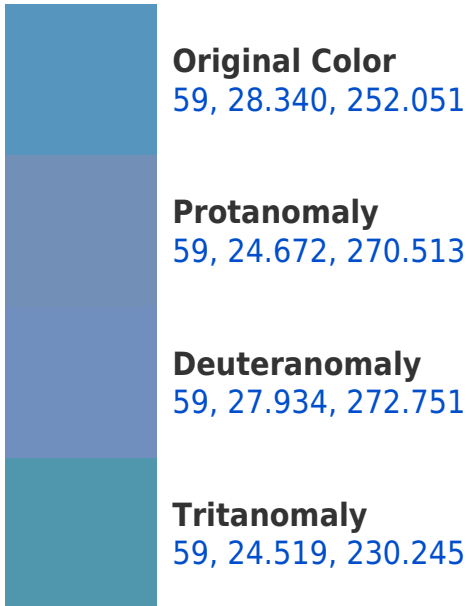 Original Color
59, 28.340, 252.051
Protanomaly
59, 24.672, 270.513
Deuteranomaly
59, 27.934, 272.751
Tritanomaly
59, 24.519, 230.245